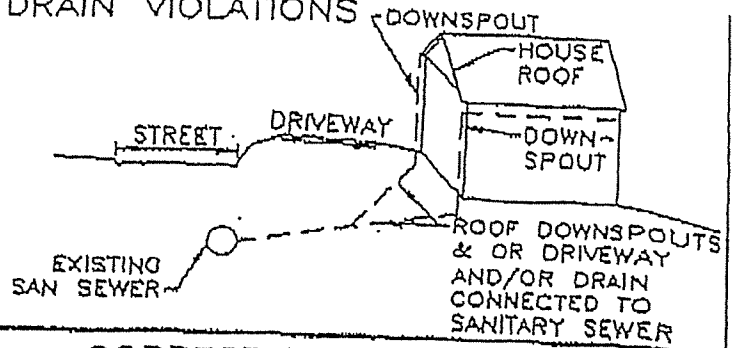 DRAIN VIOLATIONS
DOWNSPOUT
HOUSE
ROOF
STREET
DRIVEWAY
DOWN-
SPOUT
EXISTING
SAN SEWER
ROOF DOWNSPOUTS
& OR DRIVEWAY
AND/OR DRAIN
CONNECTED TO
SANITARY SEWER